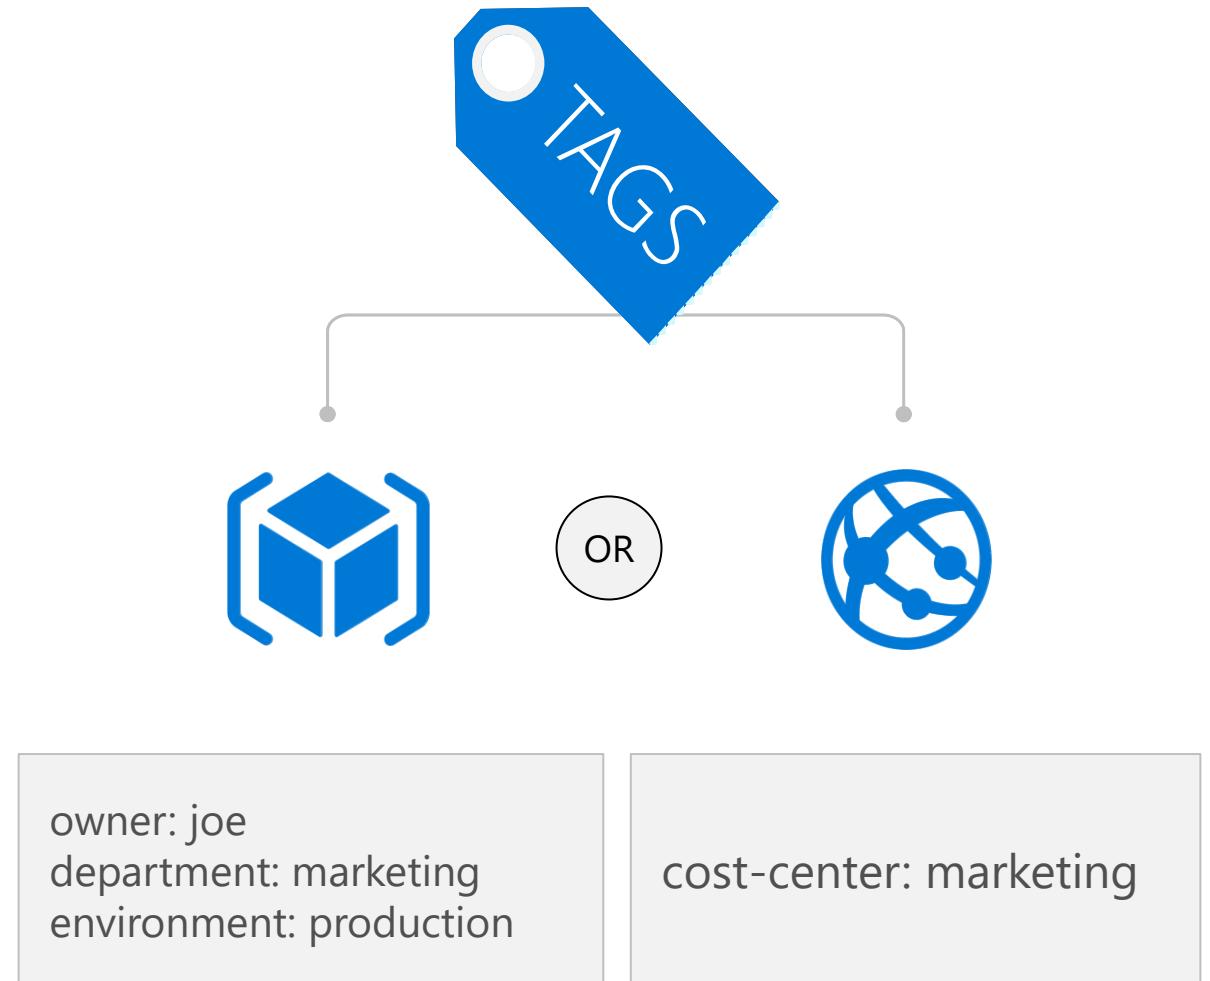 TAGS
OR
owner: joe
department: marketing
environment: production
cost-center: marketing